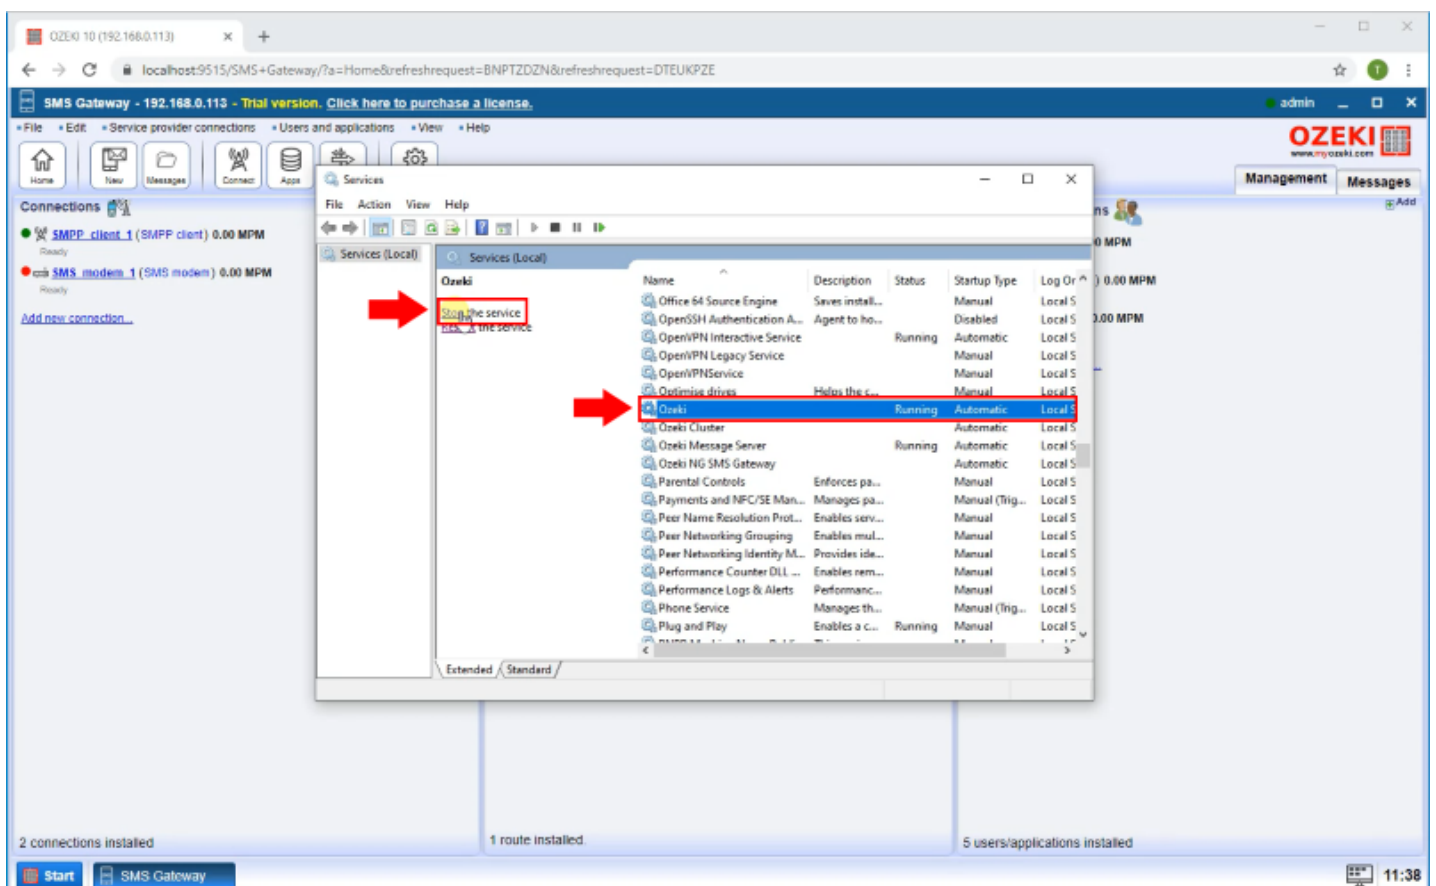 OZEKI 10 (192.168.0.113)
localhost:9515/SMS+Gateway/?a=Home&refreshrequest=BNPTZDZN&refreshrequest=DTEUKPZE
T
SMS Gateway - 192.168.0.113 - Trial version. Click here to purchase a license.
admin
File Edit Service provider connections Users and applications View Help
OZEKI
www.myozeki.com
Home New Messages Connect Apps
Management Messages
Connections
Add
SMPP_client_1 (SMPP client) 0.00 MPM
Ready
SMS_modem_1 (SMS modem) 0.00 MPM
Ready
Add new connection...
Services
File Action View Help
Services (Local)
Services (Local)
Ozeki
Stop the service
the service
Name Description Status Startup Type Log Or
Office 64 Source Engine Saves install... Manual Local S
OpenSSH Authentication A... Agent to ho... Disabled Local S
OpenVPN Interactive Service Running Automatic Local S
OpenVPN Legacy Service Manual Local S
OpenVPNService Manual Local S
Optimise drives Helps the c... Manual Local S
Ozeki Running Automatic Local S
Ozeki Cluster Automatic Local S
Ozeki Message Server Running Automatic Local S
Ozeki NG SMS Gateway Automatic Local S
Parental Controls Enforces pa... Manual Local S
Payments and NFC/SE Man... Manages pa... Manual (Trig... Local S
Peer Name Resolution Prot... Enables serv... Manual Local S
Peer Networking Grouping Enables mul... Manual Local S
Peer Networking Identity M... Provides ide... Manual Local S
Performance Counter DLL ... Enables rem... Manual Local S
Performance Logs & Alerts Performanc... Manual Local S
Phone Service Manages th... Manual (Trig... Local S
Plug and Play Enables a c... Running Manual Local S
Extended Standard
ns
0 MPM
) 0.00 MPM
0.00 MPM
2 connections installed
1 route installed.
5 users/applications installed
Start SMS Gateway
11:38